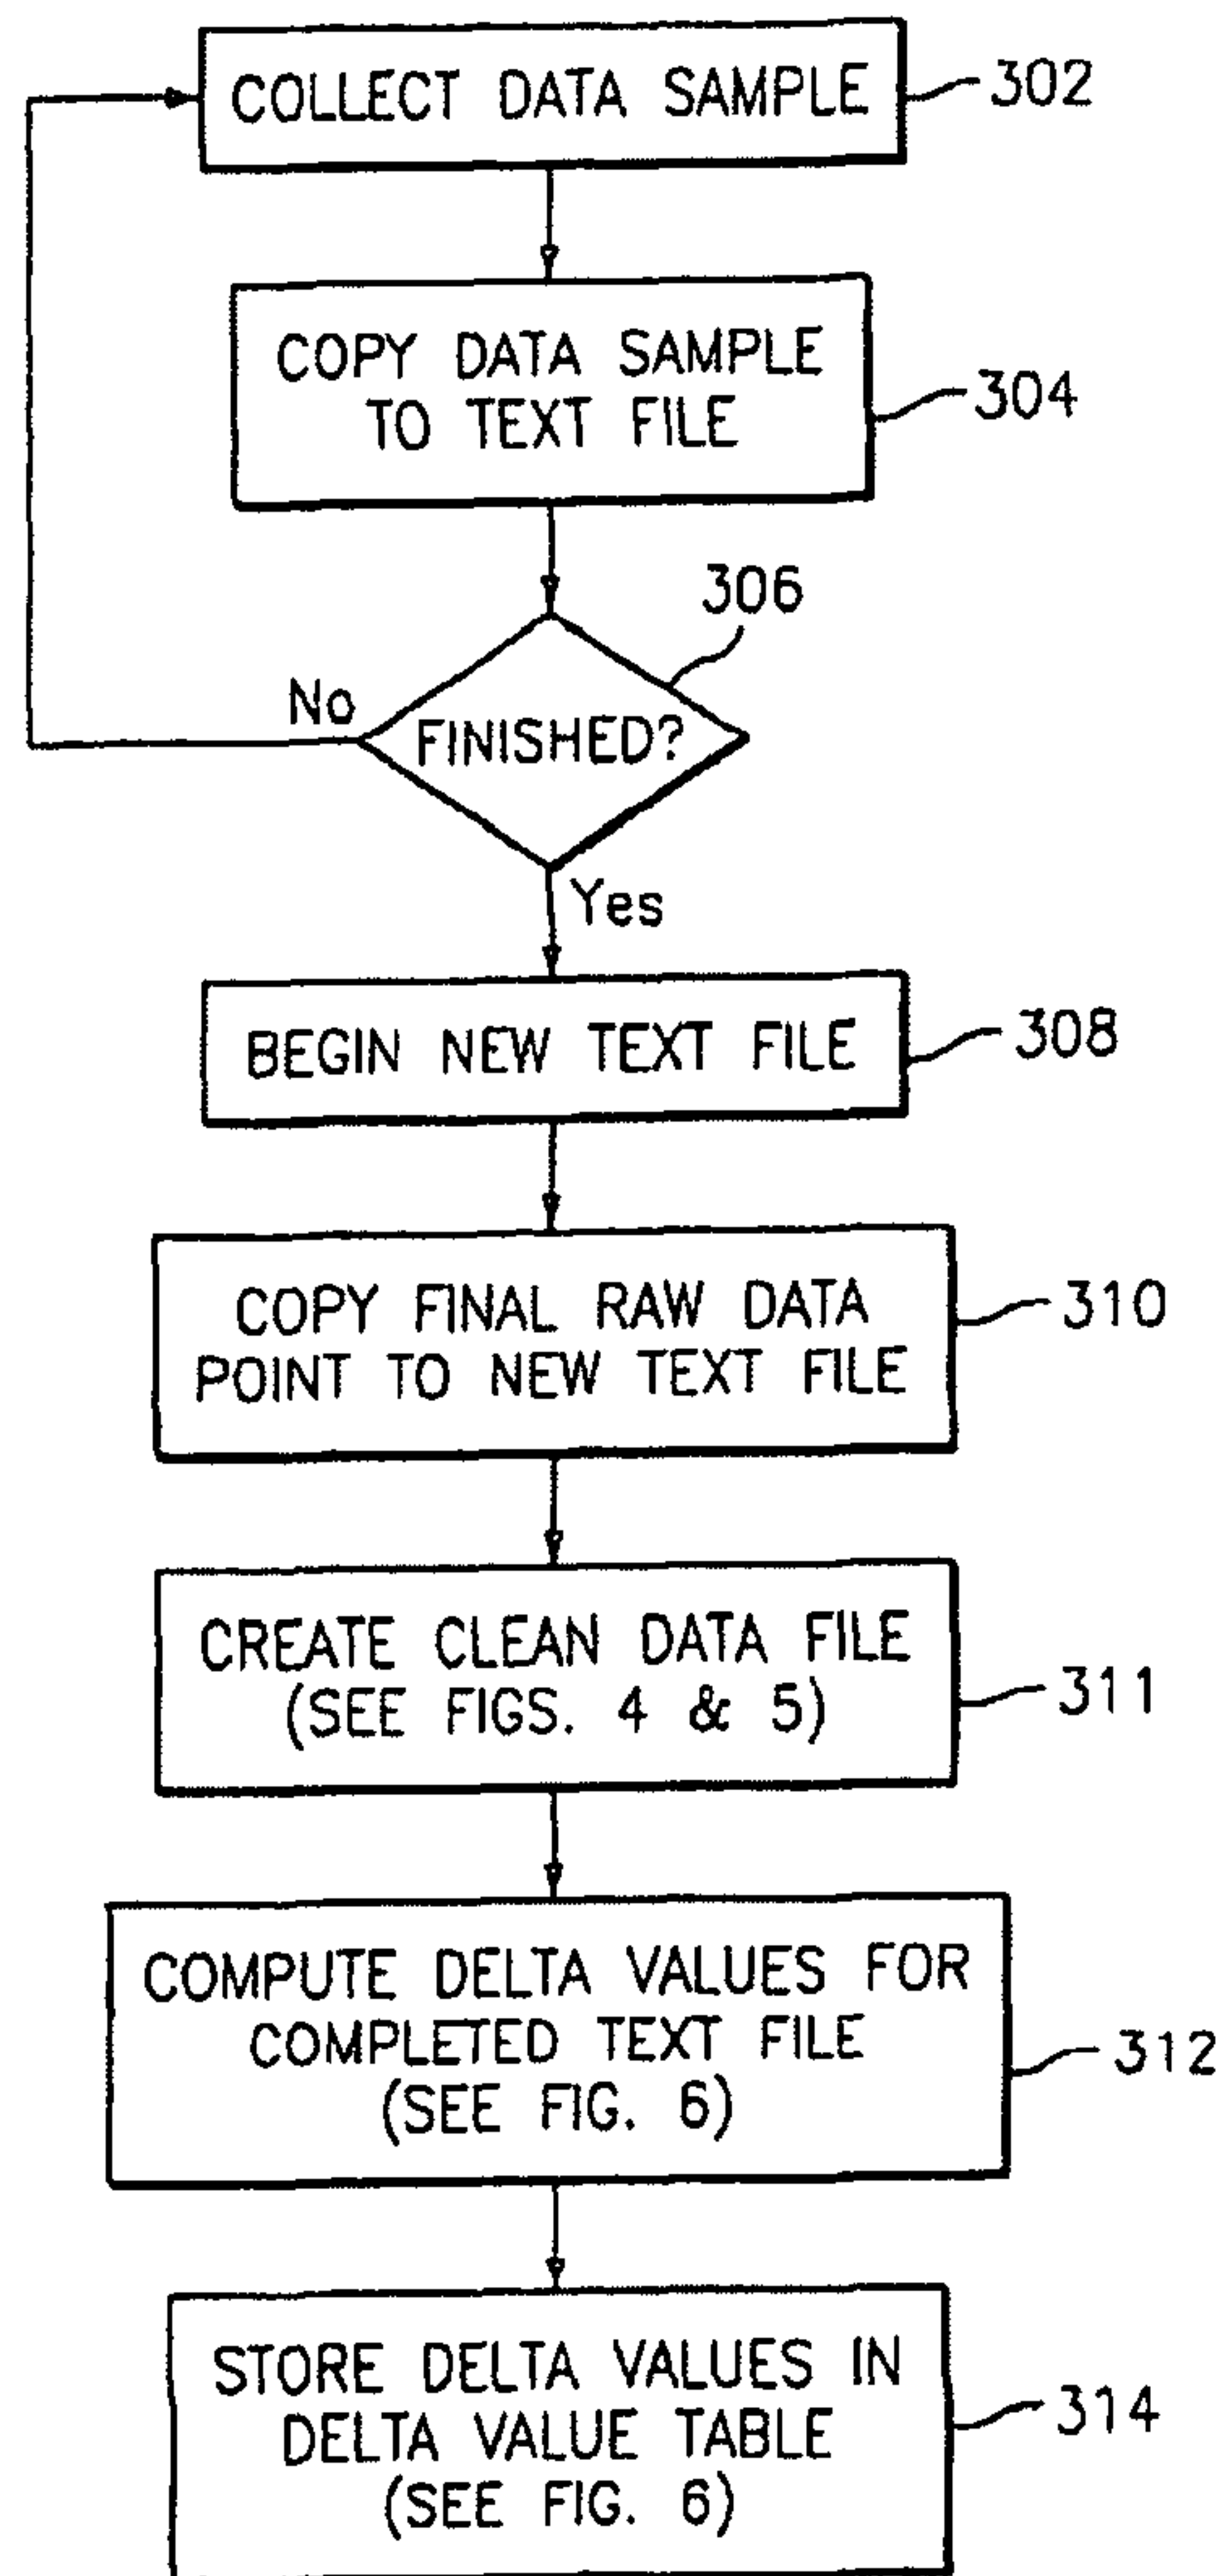 COLLECT DATA SAMPLE
302
COPY DATA SAMPLE
TO TEXT FILE
304
306
FINISHED?
No
Yes
BEGIN NEW TEXT FILE
308
COPY FINAL RAW DATA
POINT TO NEW TEXT FILE
310
CREATE CLEAN DATA FILE
(SEE FIGS. 4 & 5)
311
COMPUTE DELTA VALUES FOR
COMPLETED TEXT FILE
(SEE FIG. 6)
312
STORE DELTA VALUES IN
DELTA VALUE TABLE
(SEE FIG. 6)
314